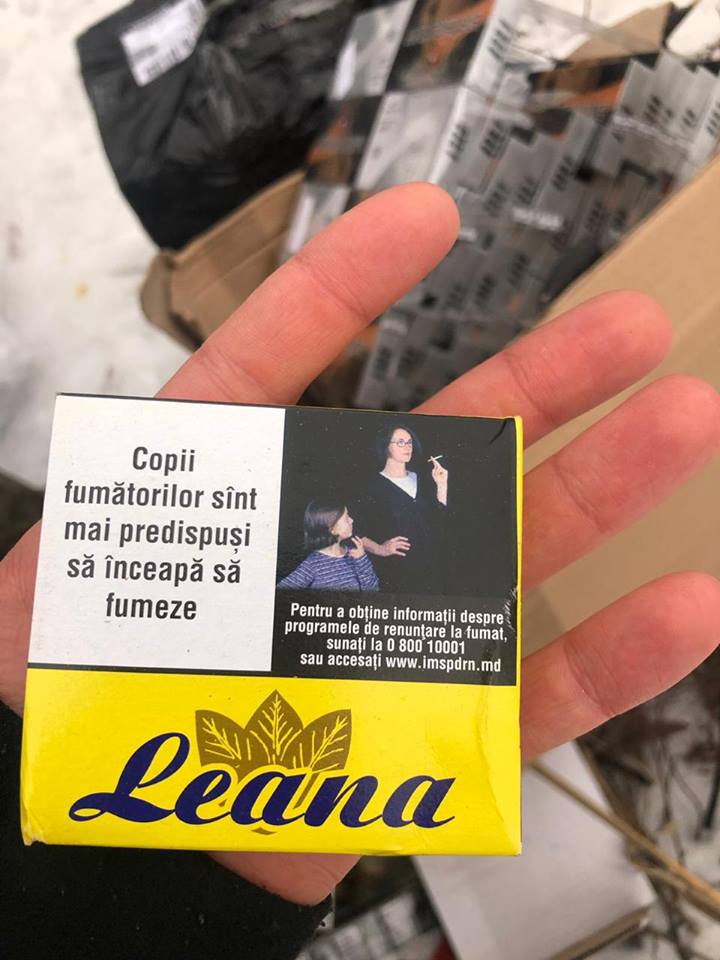 Copii
fumătorilor sînt
mai predispuși
să înceapă să
fumeze
Pentru a obține informații despre
programele de renunțare la fumat,
sunați la 0 800 10001
sau accesați www.imspdrn.md
Leana